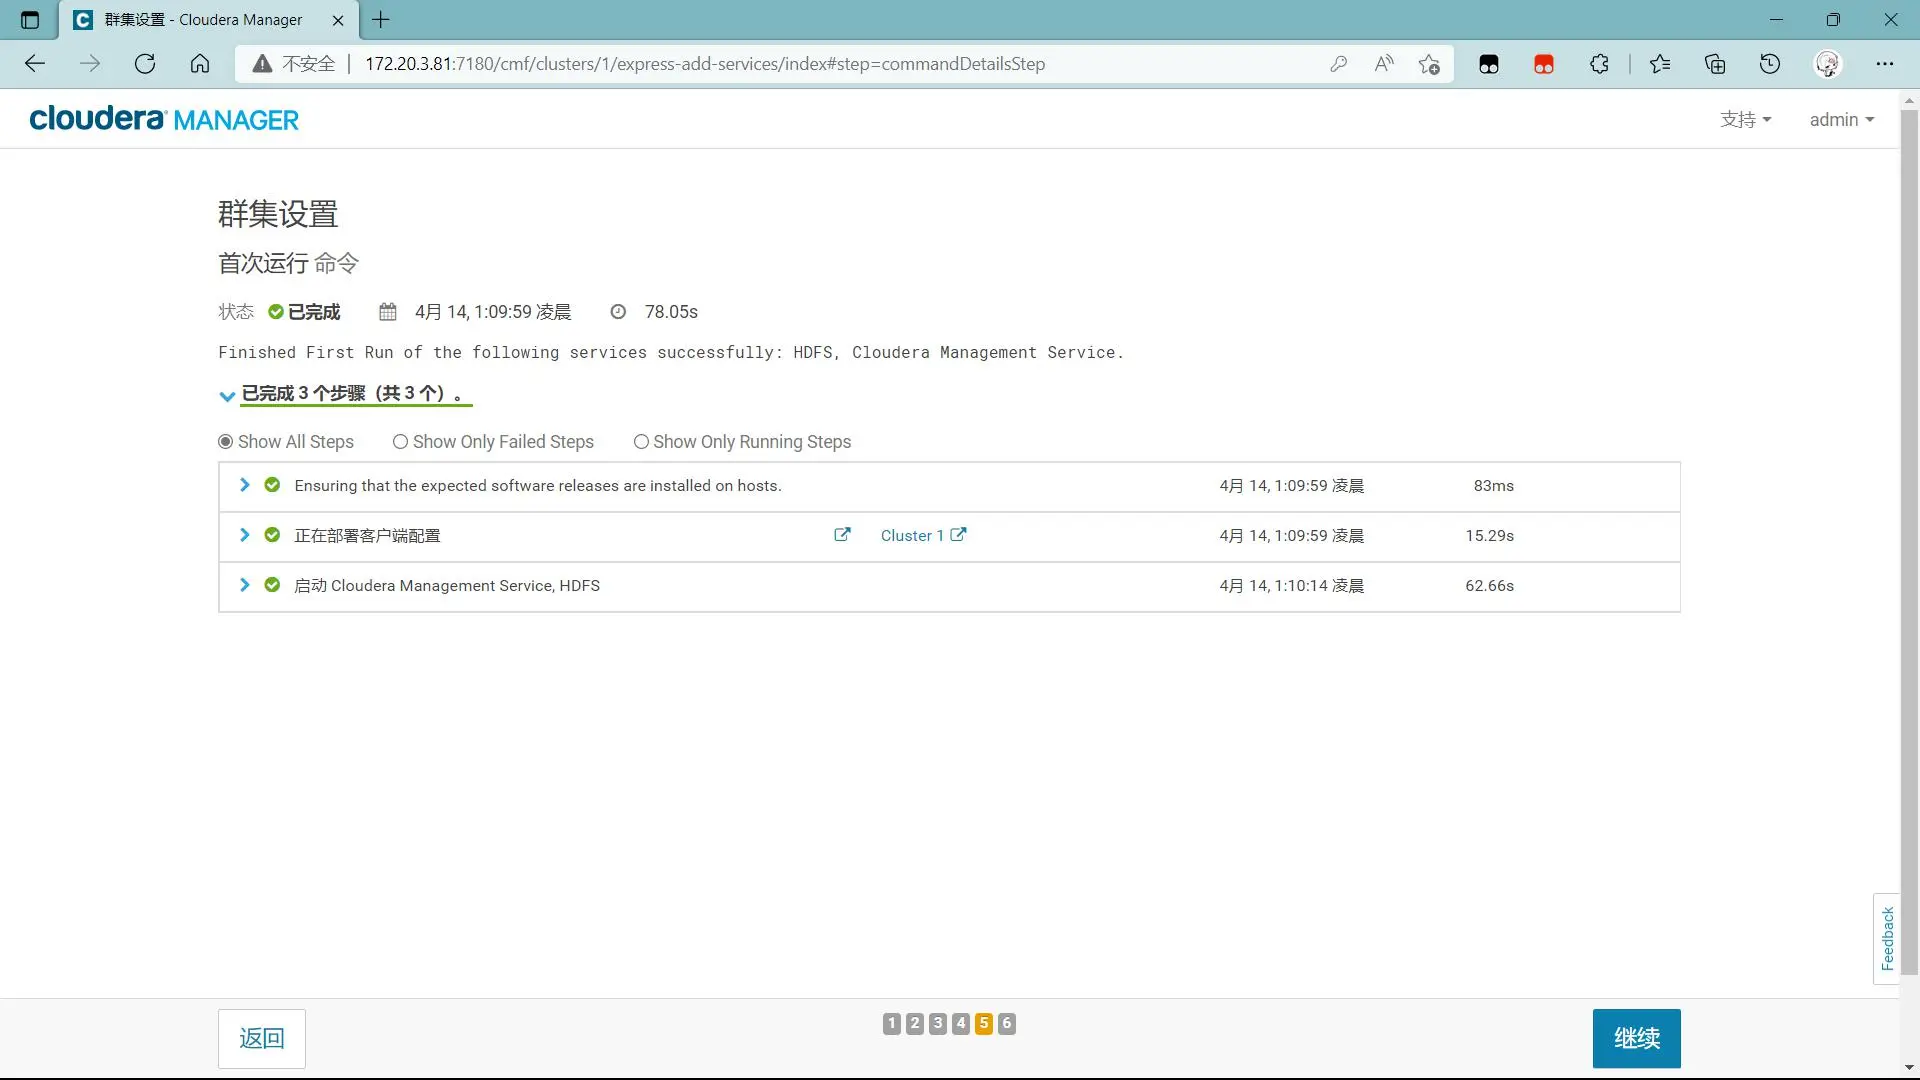 群集设置 - Cloudera Manager
不安全 | 172.20.3.81:7180/cmf/clusters/1/express-add-services/index#step=commandDetailsStep
cloudera MANAGER
支持
admin
群集设置
首次运行 命令
状态 已完成 4月 14, 1:09:59 凌晨 78.05s
Finished First Run of the following services successfully: HDFS, Cloudera Management Service.
已完成 3 个步骤（共 3 个）。
Show All Steps Show Only Failed Steps Show Only Running Steps
Ensuring that the expected software releases are installed on hosts. 4月 14, 1:09:59 凌晨 83ms
正在部署客户端配置 Cluster 1 4月 14, 1:09:59 凌晨 15.29s
启动 Cloudera Management Service, HDFS 4月 14, 1:10:14 凌晨 62.66s
Feedback
返回
1 2 3 4 5 6
继续